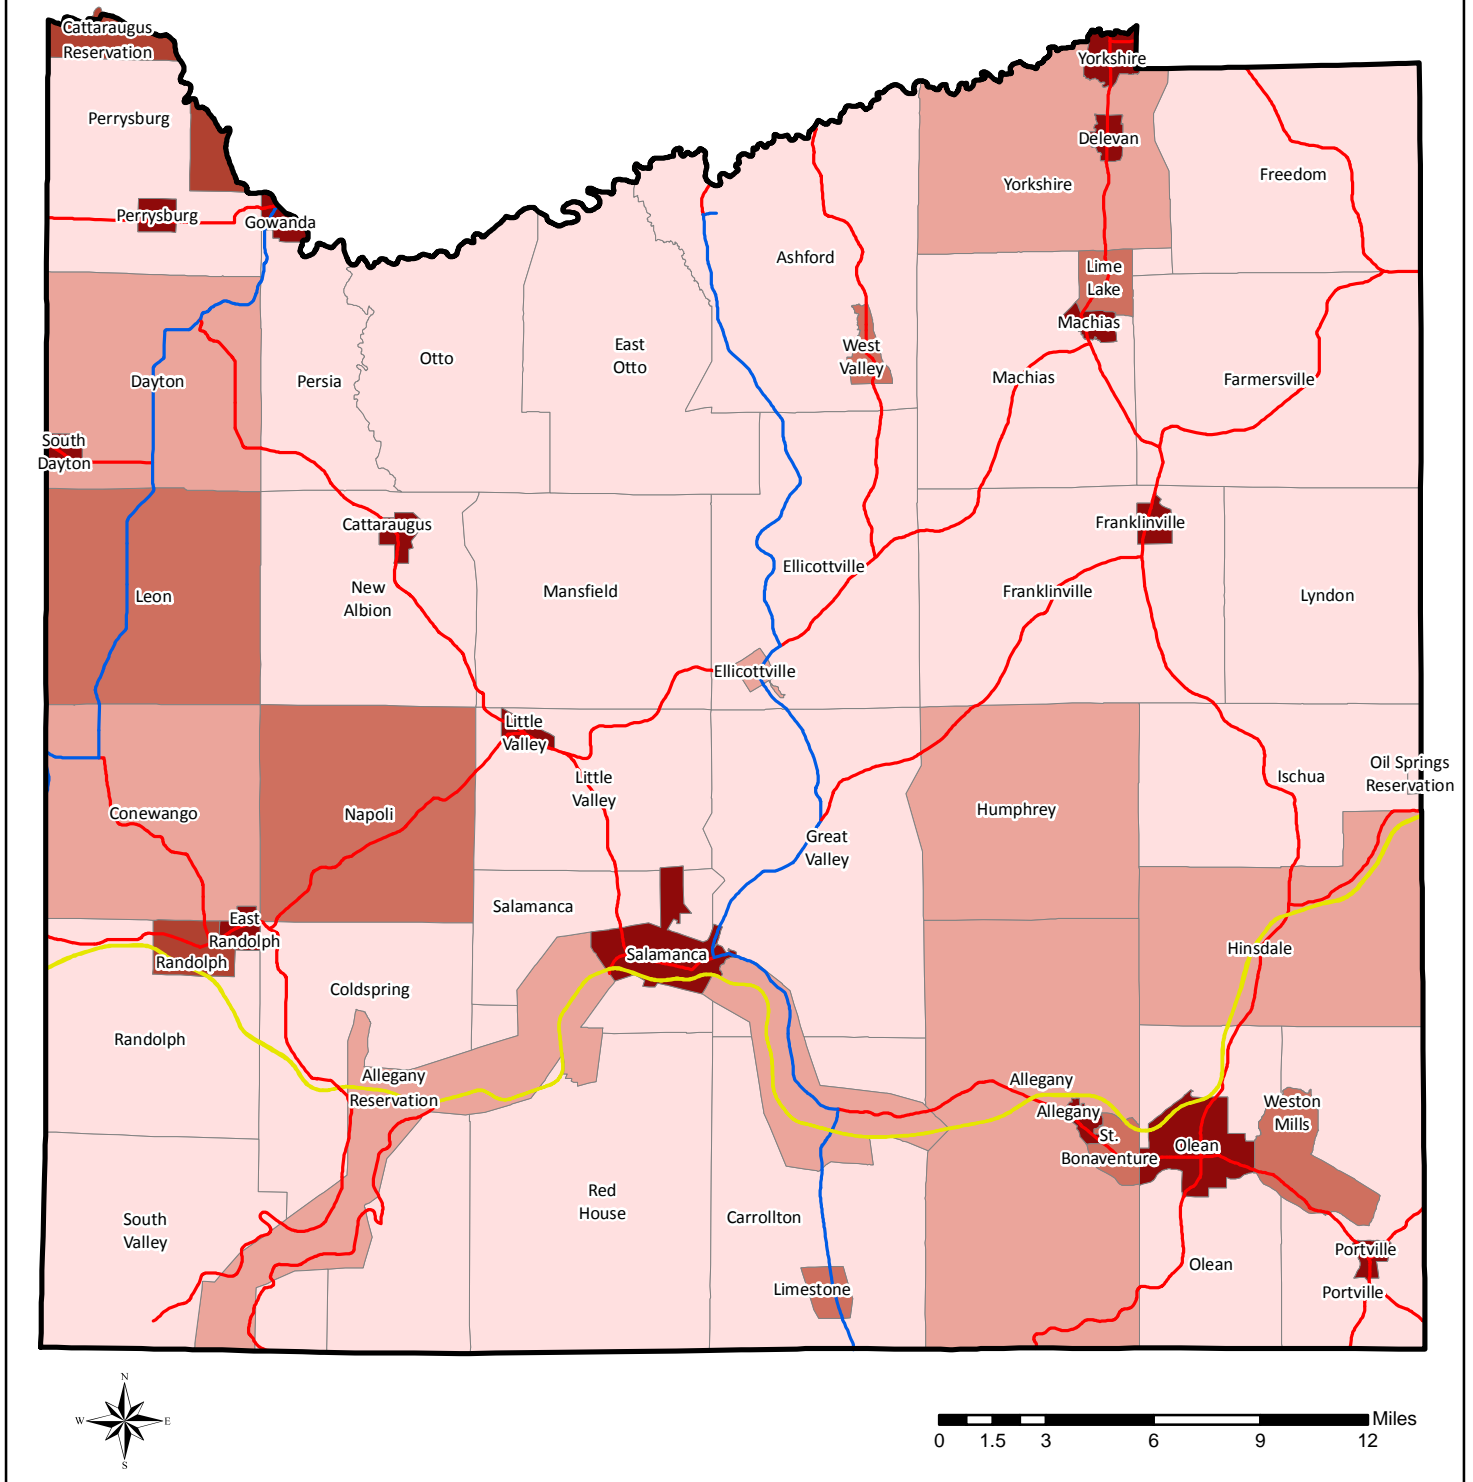 Cattaraugus
Reservation
Yorkshire
Perrysburg
Delevan
Freedom
Yorkshire
Perrysburg
Gowanda
Ashford
Lime
Lake
Machias
East
Otto
West
Valley
Otto
Dayton
Persia
Machias
Farmersville
South
Dayton
Cattaraugus
Franklinville
Ellicottville
New
Albion
Mansfield
Franklinville
Leon
Lyndon
Ellicottville
Little
Valley
Oil Springs
Reservation
Little
Valley
Ischua
Conewango
Napoli
Humphrey
Great
Valley
Salamanca
East
Randolph
Randolph
Salamanca
Hinsdale
Coldspring
Randolph
Allegany
Reservation
Allegany
Allegany
Weston
Mills
St.
Bonaventure
Olean
Red
House
South
Valley
Carrollton
Portville
Olean
Limestone
Portville
N
W
E
S
Miles
0 1.5 3 6 9 12